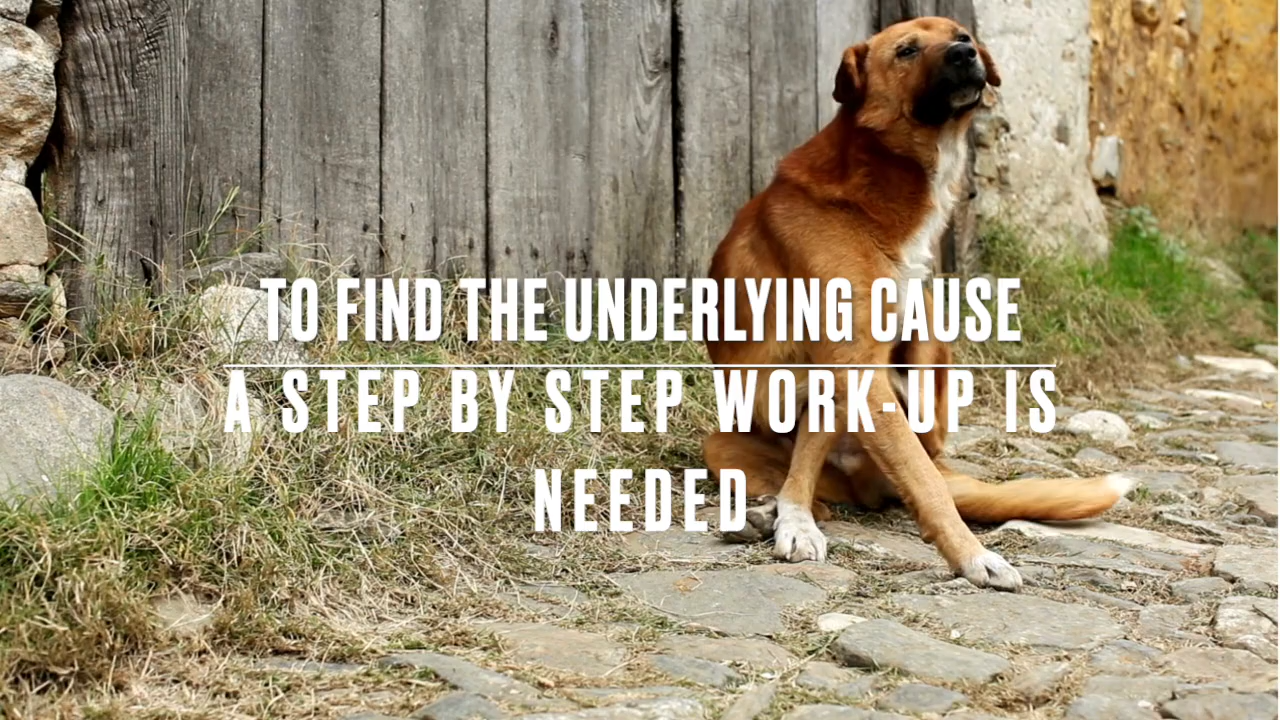 TO FIND THE UNDERLYING CAUSE
A STEP BY STEP WORK-UP IS
NEEDED